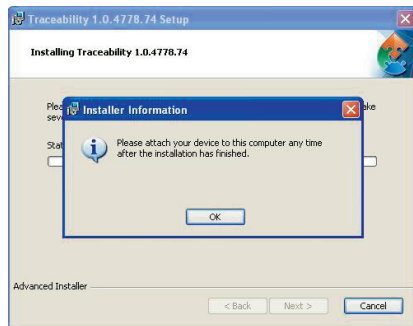 Traceability 1.0.4778.74 Setup
Installing Traceability 1.0.4778.74
Installer Information
Please attach your device to this computer any time
after the installation has finished.
OK
Advanced Installer
< Back
Next >
Cancel